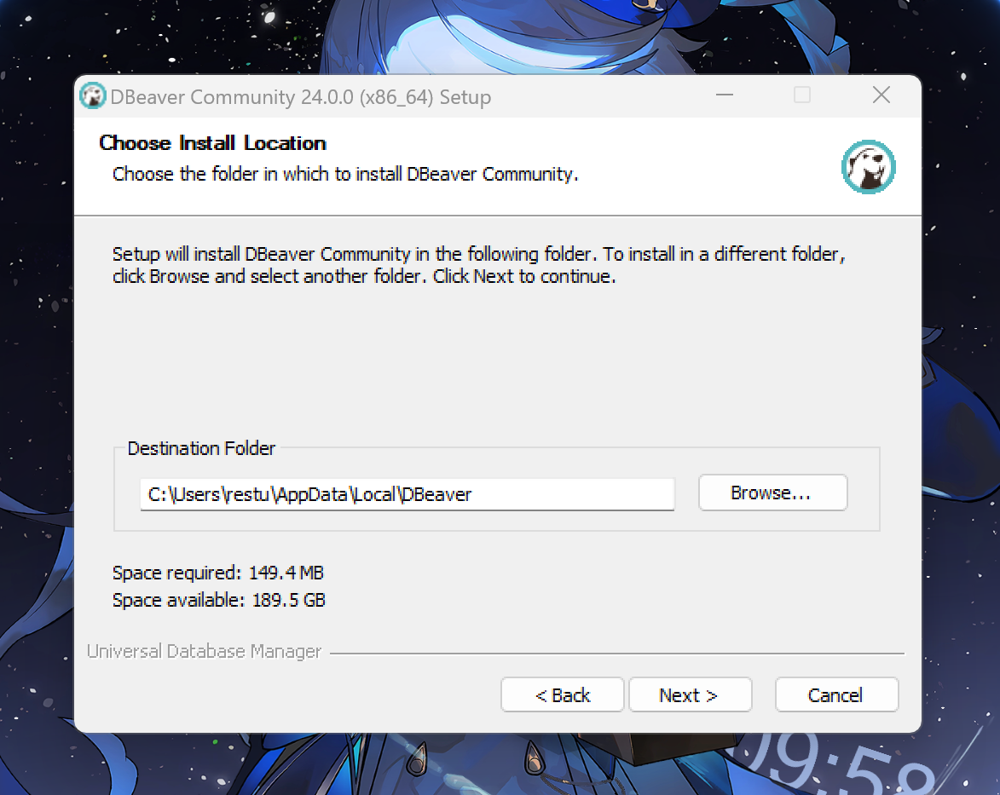 DBeaver Community 24.0.0 (x86_64) Setup
Choose Install Location
Choose the folder in which to install DBeaver Community.
Setup will install DBeaver Community in the following folder. To install in a different folder,
click Browse and select another folder. Click Next to continue.
Destination Folder
C:\Users\restu\AppData\Local\DBeaver
Browse...
Space required: 149.4 MB
Space available: 189.5 GB
Universal Database Manager
< Back
Next >
Cancel
09:58